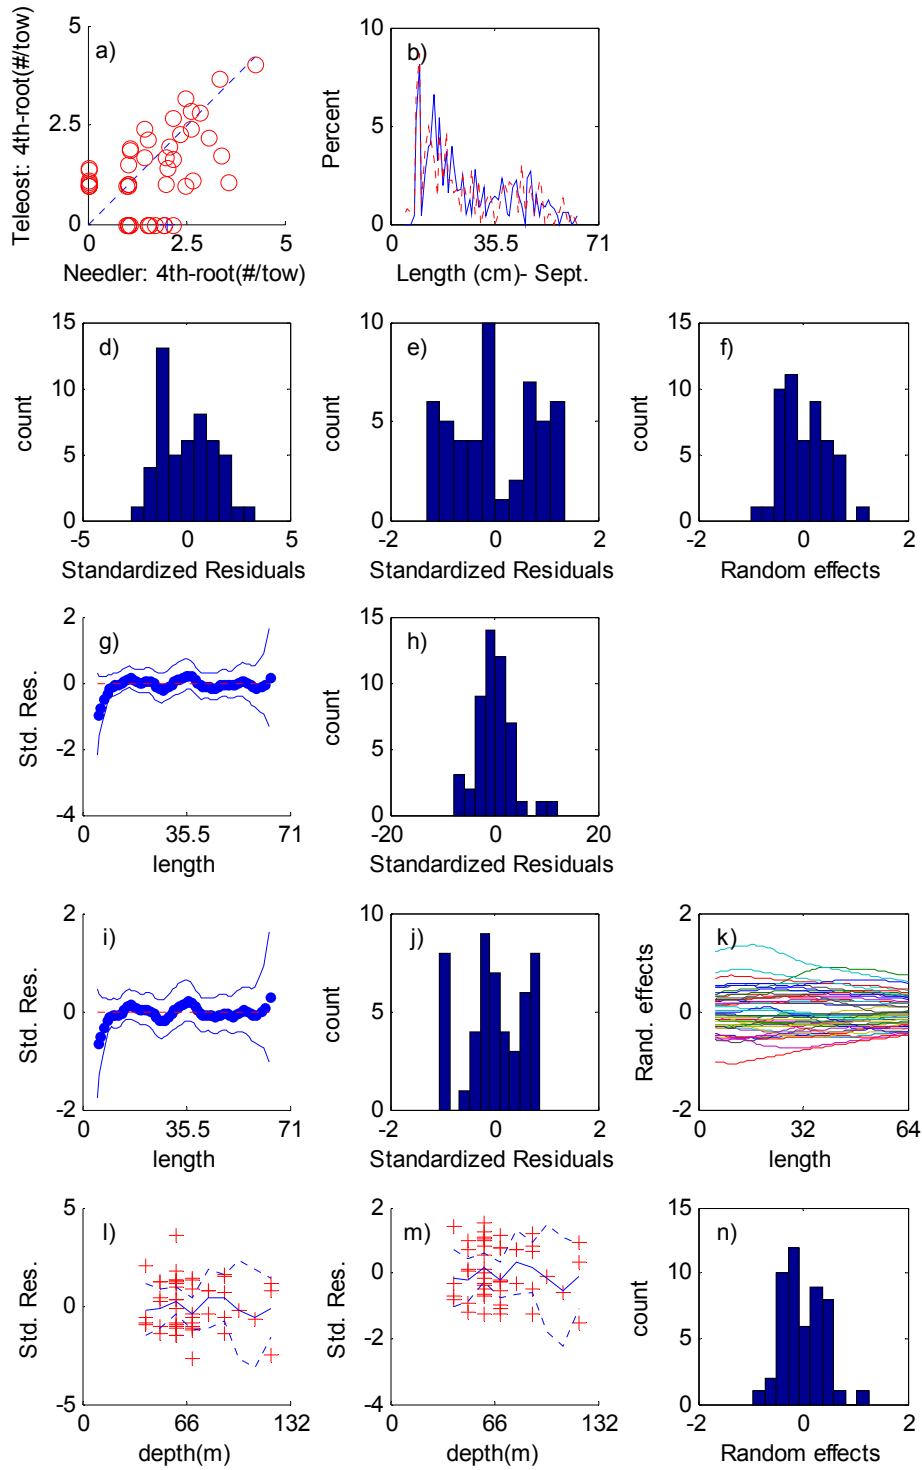 a)
Teleost: 4th-root(#/tow)
5
2.5
0
0
2.5
5
Needler: 4th-root(#/tow)
b)
Percent
10
5
0
0
35.5
71
Length (cm)- Sept.
d)
count
15
10
5
0
-5
0
5
Standardized Residuals
e)
count
10
5
0
-2
0
2
Standardized Residuals
f)
count
15
10
5
0
-2
0
2
Random effects
g)
Std. Res.
2
0
-2
-4
0
35.5
71
length
h)
count
15
10
5
0
-20
0
20
Standardized Residuals
i)
Std. Res.
2
0
-2
0
35.5
71
length
j)
count
10
5
0
-2
0
2
Standardized Residuals
k)
Rand. effects
2
0
-2
0
32
64
length
l)
Std. Res.
5
0
-5
0
66
132
depth(m)
m)
Std. Res.
2
0
-2
-4
0
66
132
depth(m)
n)
count
15
10
5
0
-2
0
2
Random effects